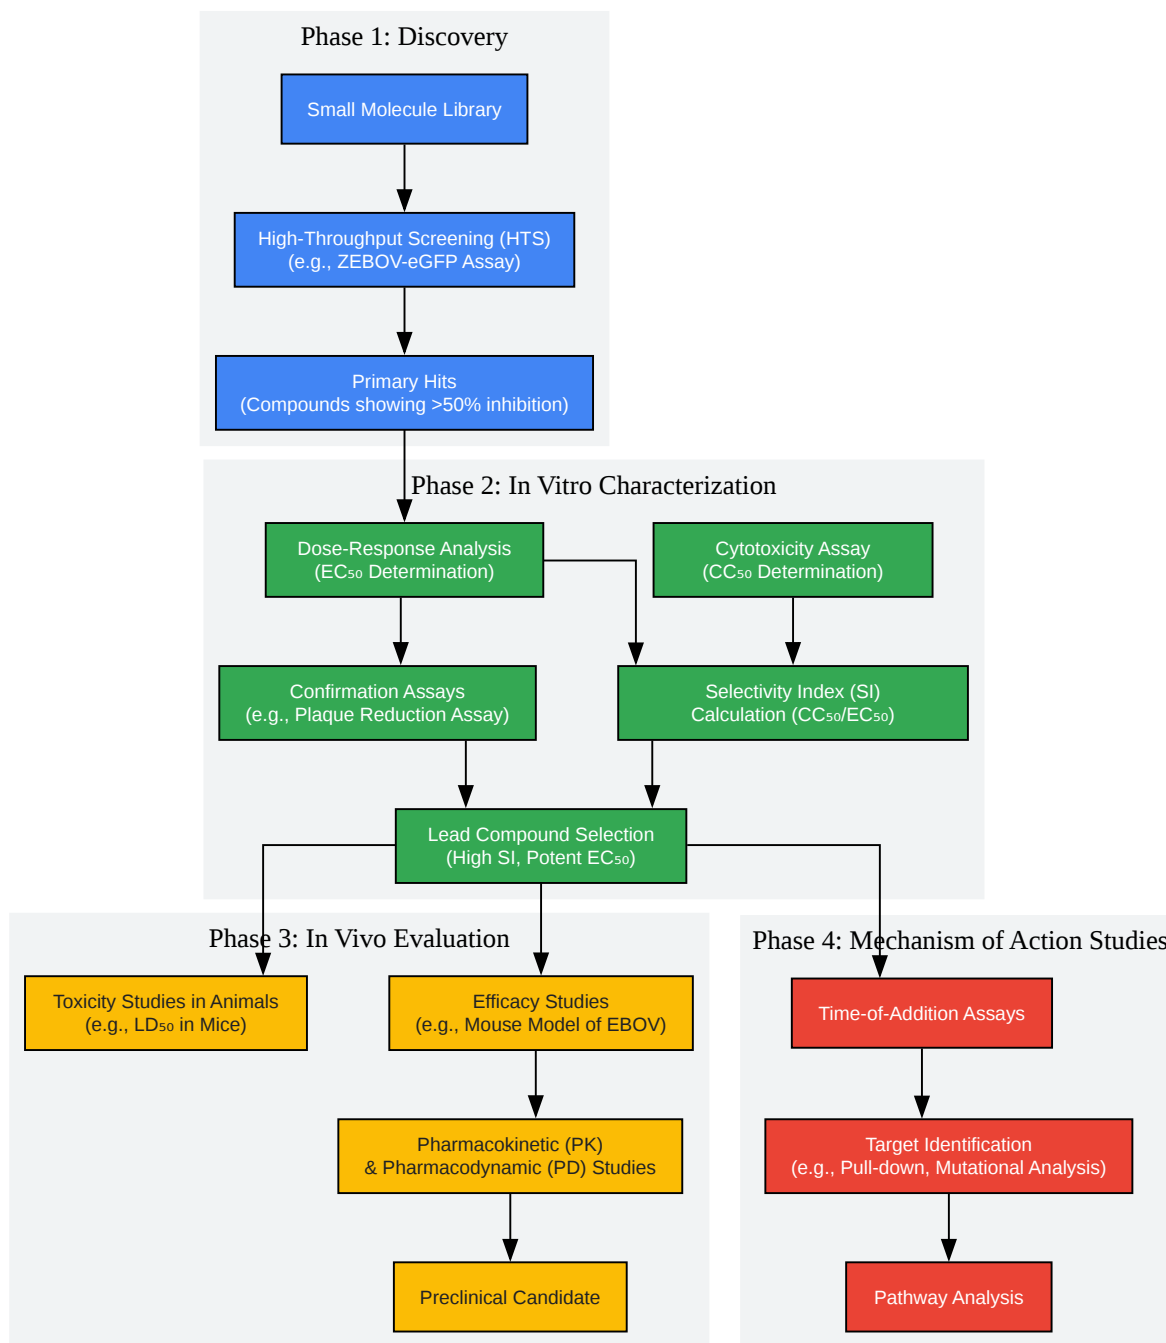 Phase 1: Discovery
Small Molecule Library
High-Throughput Screening (HTS)
(e.g., ZEBOV-eGFP Assay)
Primary Hits
(Compounds showing >50% inhibition)
Phase 2: In Vitro Characterization
Dose-Response Analysis
(EC₅₀ Determination)
Cytotoxicity Assay
(CC₅₀ Determination)
Confirmation Assays
(e.g., Plaque Reduction Assay)
Selectivity Index (SI)
Calculation (CC₅₀/EC₅₀)
Lead Compound Selection
(High SI, Potent EC₅₀)
Phase 3: In Vivo Evaluation
Toxicity Studies in Animals
(e.g., LD₅₀ in Mice)
Efficacy Studies
(e.g., Mouse Model of EBOV)
Pharmacokinetic (PK)
& Pharmacodynamic (PD) Studies
Preclinical Candidate
Phase 4: Mechanism of Action Studies
Time-of-Addition Assays
Target Identification
(e.g., Pull-down, Mutational Analysis)
Pathway Analysis